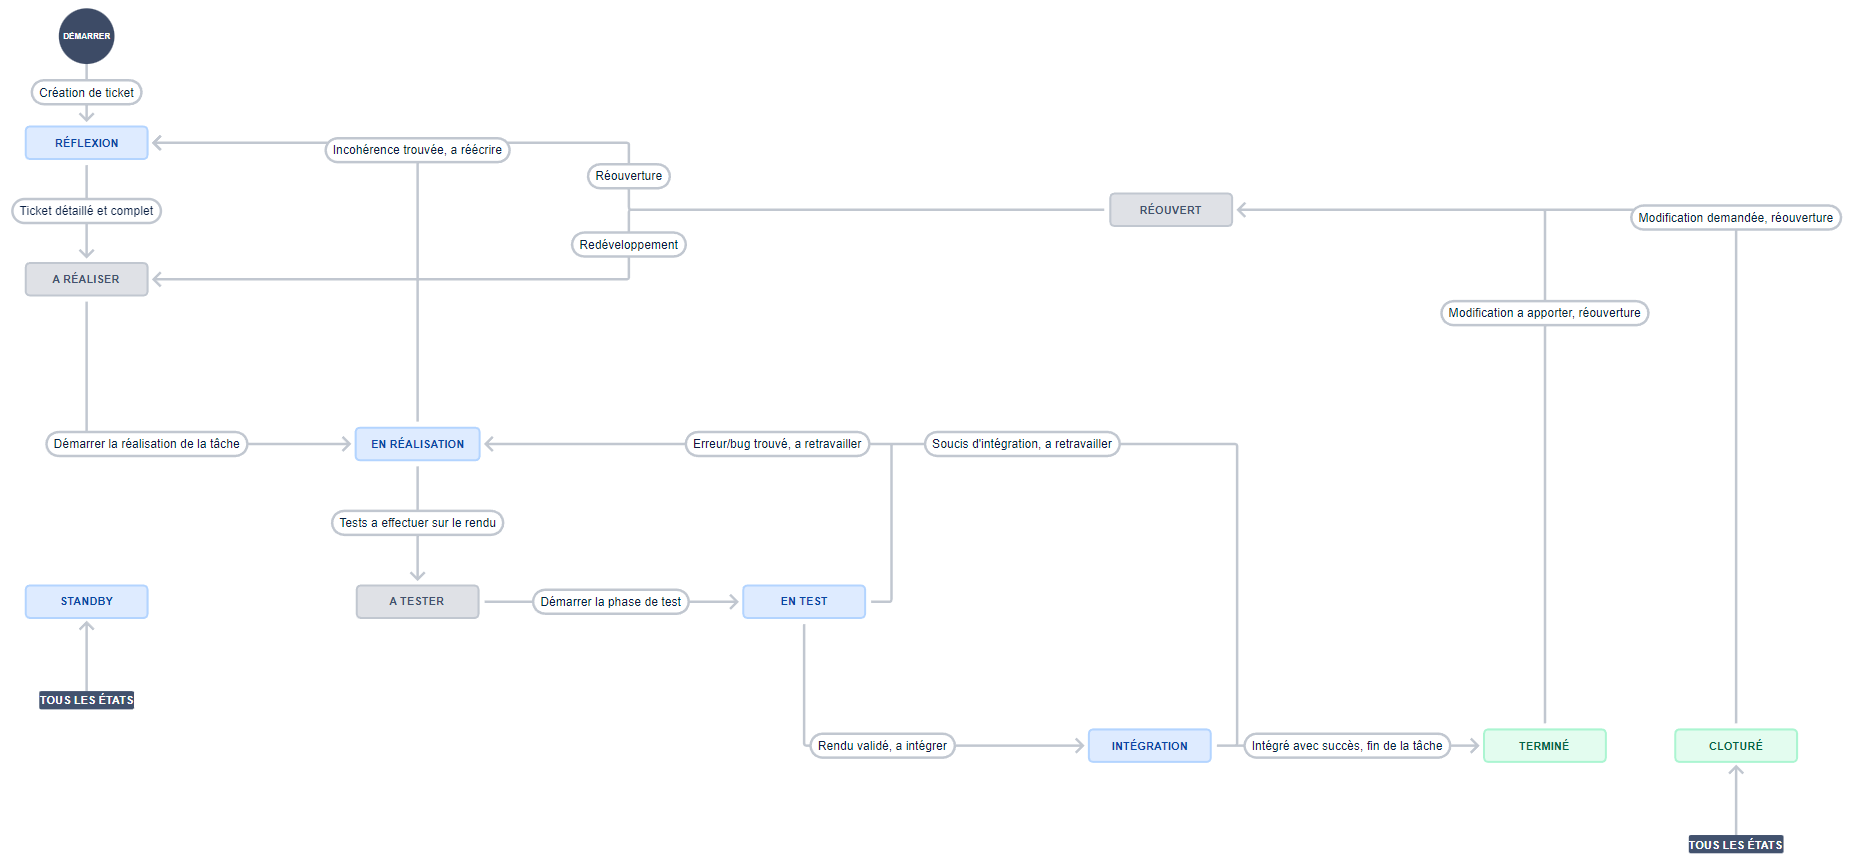 DÉMARRER
Création de ticket
RÉFLEXION
Incohérence trouvée, a réécrire
Réouverture
Ticket détaillé et complet
RÉOUVERT
Modification demandée, réouverture
Redéveloppement
A RÉALISER
Modification a apporter, réouverture
Démarrer la réalisation de la tâche
EN RÉALISATION
Erreur/bug trouvé, a retravailler
Soucis d'intégration, a retravailler
Tests a effectuer sur le rendu
STANDBY
A TESTER
Démarrer la phase de test
EN TEST
TOUS LES ÉTATS
Rendu validé, a intégrer
INTÉGRATION
Intégré avec succès, fin de la tâche
TERMINÉ
CLOTURÉ
TOUS LES ÉTATS